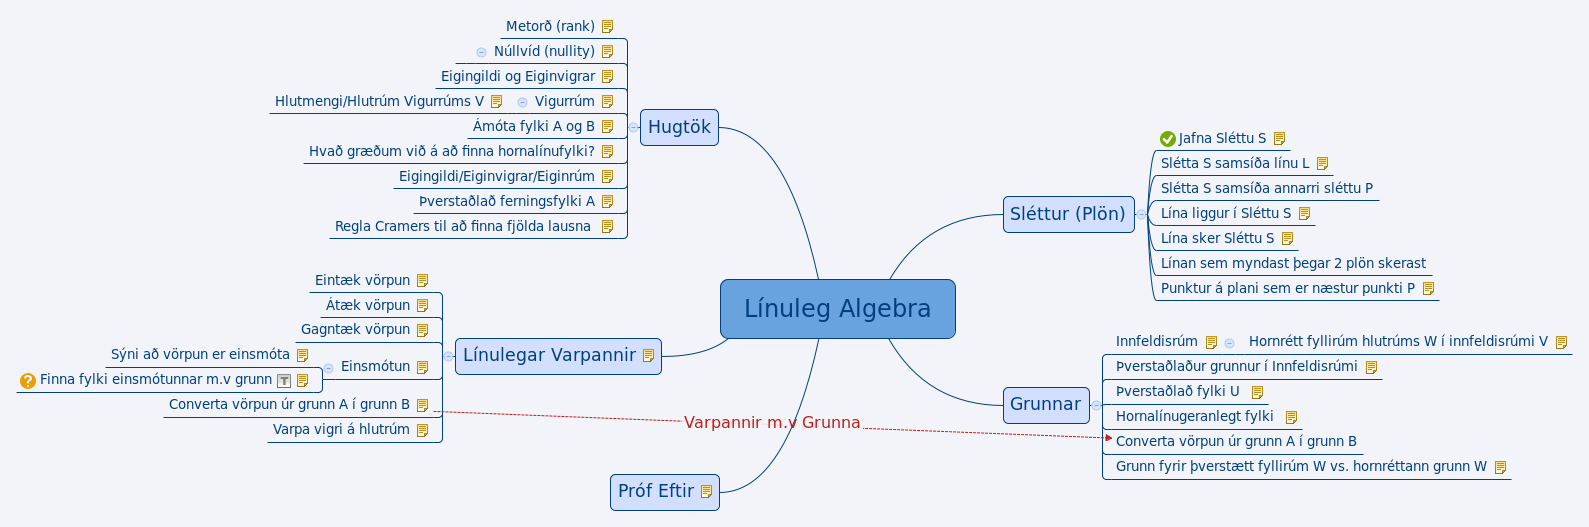 Línuleg Algebra
Hugtök
Metorð (rank)
Núllvíd (nullity)
Eigingildi og Eiginvigrar
Vigurrúm
Hlutmengi/Hlutrúm Vigurrúms V
Ámóta fylki A og B
Hvað græðum við á að finna hornalínufylki?
Eigingildi/Eiginvigrar/Eiginrúm
Þverstaðlað ferningsfylki A
Regla Cramers til að finna fjölda lausna
Sléttur (Plön)
Jafna Sléttu S
Slétta S samsíða línu L
Slétta S samsíða annarri sléttu P
Lína liggur í Sléttu S
Lína sker Sléttu S
Línan sem myndast þegar 2 plön skerast
Punktur á plani sem er næstur punkti P
Línulegar Varpannir
Eintæk vörpun
Átæk vörpun
Gagntæk vörpun
Einsmótun
Sýni að vörpun er einsmóta
Finna fylki einsmótunnar m.v grunn
Converta vörpun úr grunn A í grunn B
Varpa vigri á hlutrúm
Varpannir m.v Grunna
Grunnar
Innfeldisrúm
Hornrétt fyllirúm hlutrúms W í innfeldisrúmi V
Þverstaðlaður grunnur í Innfeldisrúmi
Þverstaðlað fylki U
Hornalínugeranlegt fylki
Converta vörpun úr grunn A í grunn B
Grunn fyrir þverstætt fyllirúm W vs. hornréttann grunn W
Próf Eftir